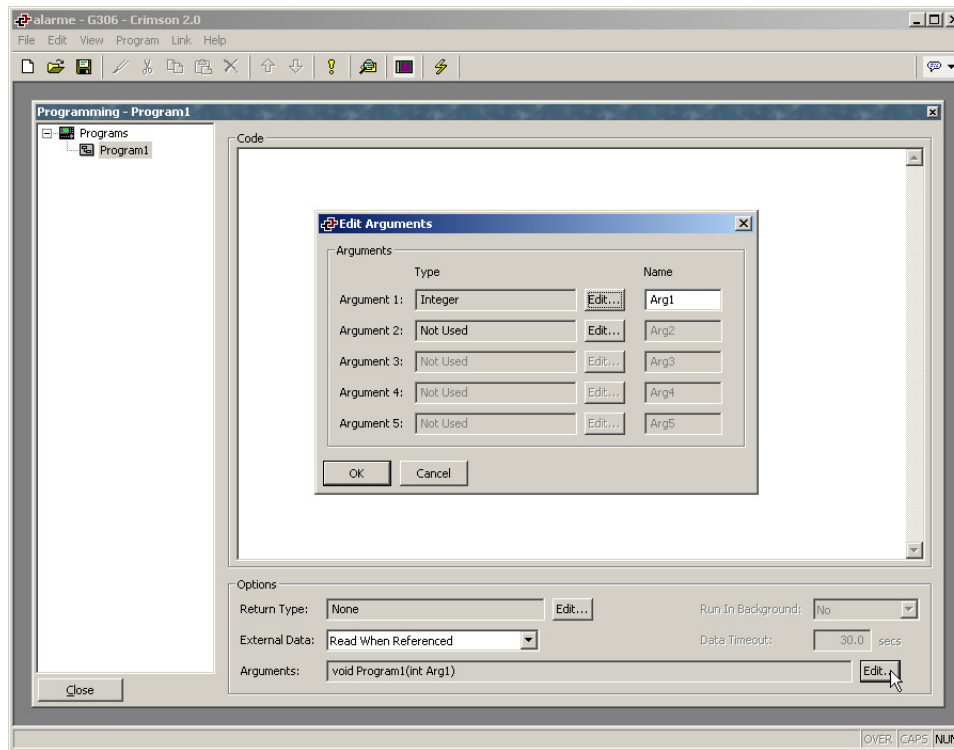 alarme - G306 - Crimson 2.0
File Edit View Program Link Help
Programming - Program1
Programs
Program1
Code
Edit Arguments
Arguments
Type Name
Argument 1: Integer Edit... Arg1
Argument 2: Not Used Edit... Arg2
Argument 3: Not Used Edit... Arg3
Argument 4: Not Used Edit... Arg4
Argument 5: Not Used Edit... Arg5
OK Cancel
Options
Return Type: None Edit... Run In Background: No
External Data: Read When Referenced Data Timeout: 30.0 secs
Arguments: void Program1(int Arg1) Edit...
Close
OVER CAPS NUM